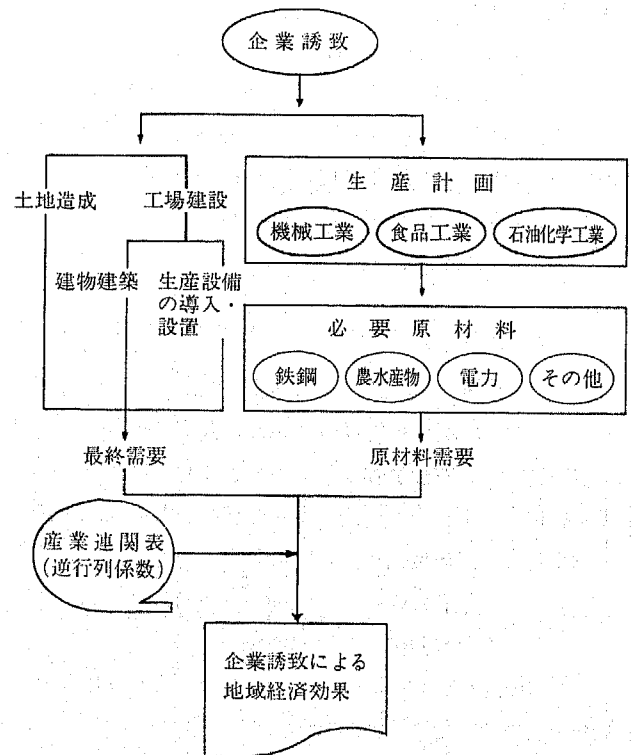 企業誘致
土地造成
工場建設
建物建築
生産設備
の導入・
設置
生産計画
機械工業
食品工業
石油化学工業
必要原材料
鉄鋼
農水産物
電力
その他
最終需要
原材料需要
産業連関表
(逆行列係数)
企業誘致による
地域経済効果